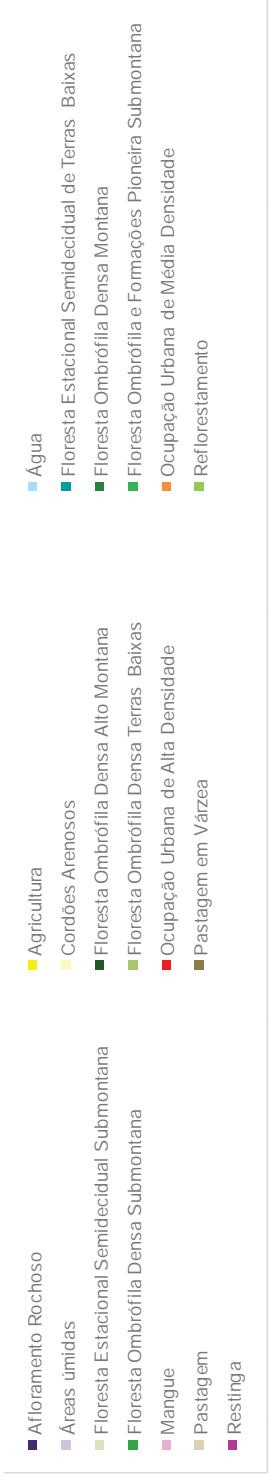 Afloramento Rochoso
Agricultura
Água
Áreas úmidas
Cordões Arenosos
Floresta Estacional Semidecidual de Terras Baixas
Floresta Estacional Semidecidual Submontana
Floresta Ombrófila Densa Alto Montana
Floresta Ombrófila Densa Montana
Floresta Ombrófila Densa Submontana
Floresta Ombrófila Densa Terras Baixas
Floresta Ombrófila e Formações Pioneira Submontana
Mangue
Ocupação Urbana de Alta Densidade
Ocupação Urbana de Média Densidade
Pastagem
Pastagem em Várzea
Reflorestamento
Restinga